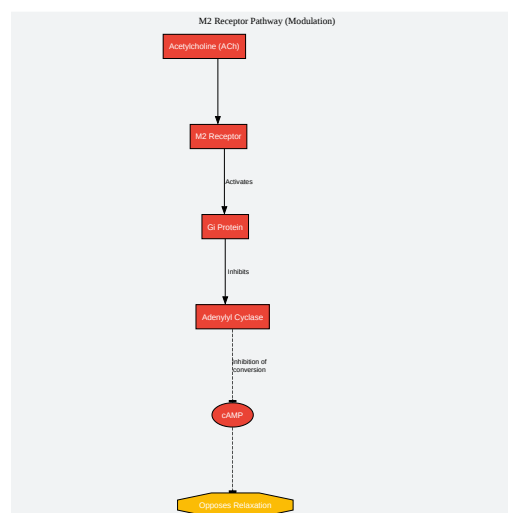 M2 Receptor Pathway (Modulation)
Acetylcholine (ACh)
M2 Receptor
Activates
Gi Protein
Inhibits
Adenylyl Cyclase
Inhibition of
conversion
cAMP
Opposes Relaxation